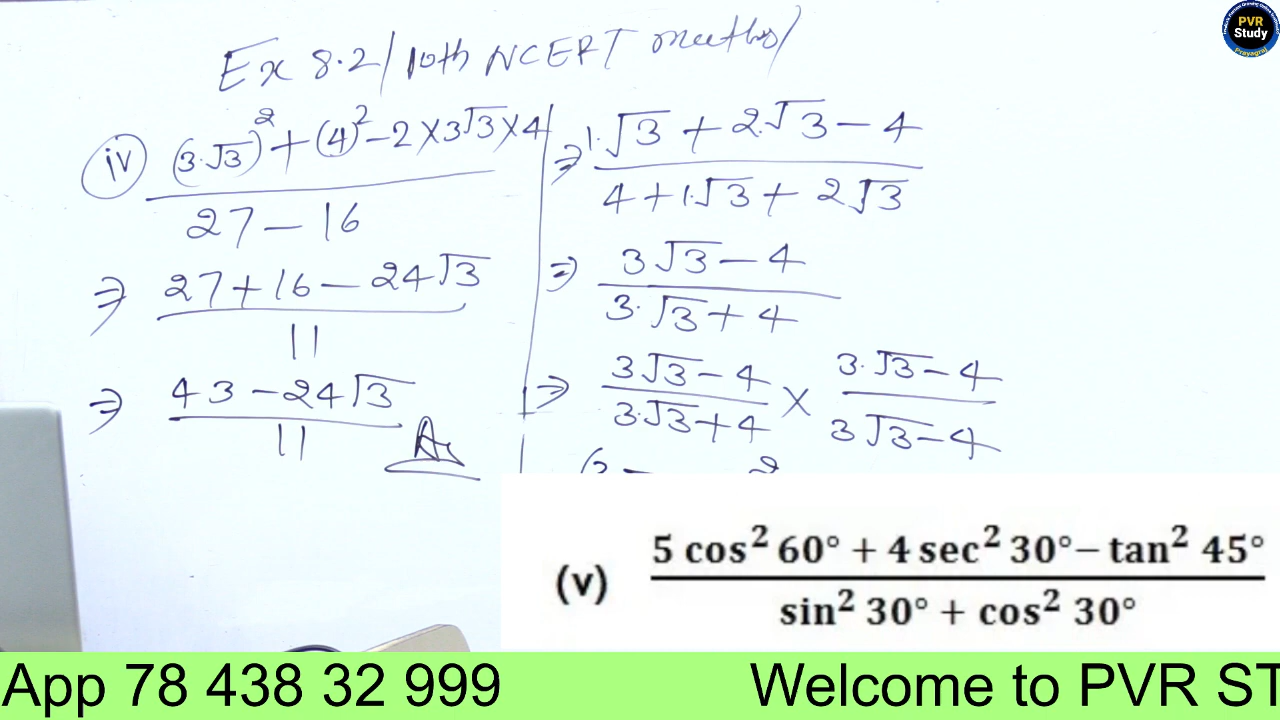 PVR
Study
Prayagraj
Ex 8.2/10th NCERT maths/
iv (3·√3)² + (4)² - 2×3√3×4
27 - 16
⇒ 27 + 16 - 24√3
11
⇒ 43 - 24√3
11 Ans
⇒ 1·√3 + 2·√3 - 4
4 + 1·√3 + 2√3
⇒ 3√3 - 4
3·√3 + 4
⇒ 3√3 - 4 × 3·√3 - 4
3·√3 + 4 3√3 - 4
(v) 5 cos² 60° + 4 sec² 30° – tan² 45°
sin² 30° + cos² 30°
App 78 438 32 999 Welcome to PVR ST